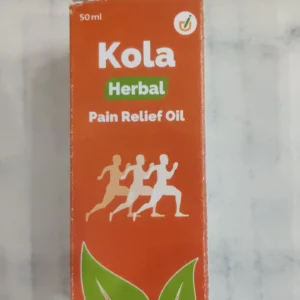 50 ml
Kola
Herbal
Pain Relief Oil